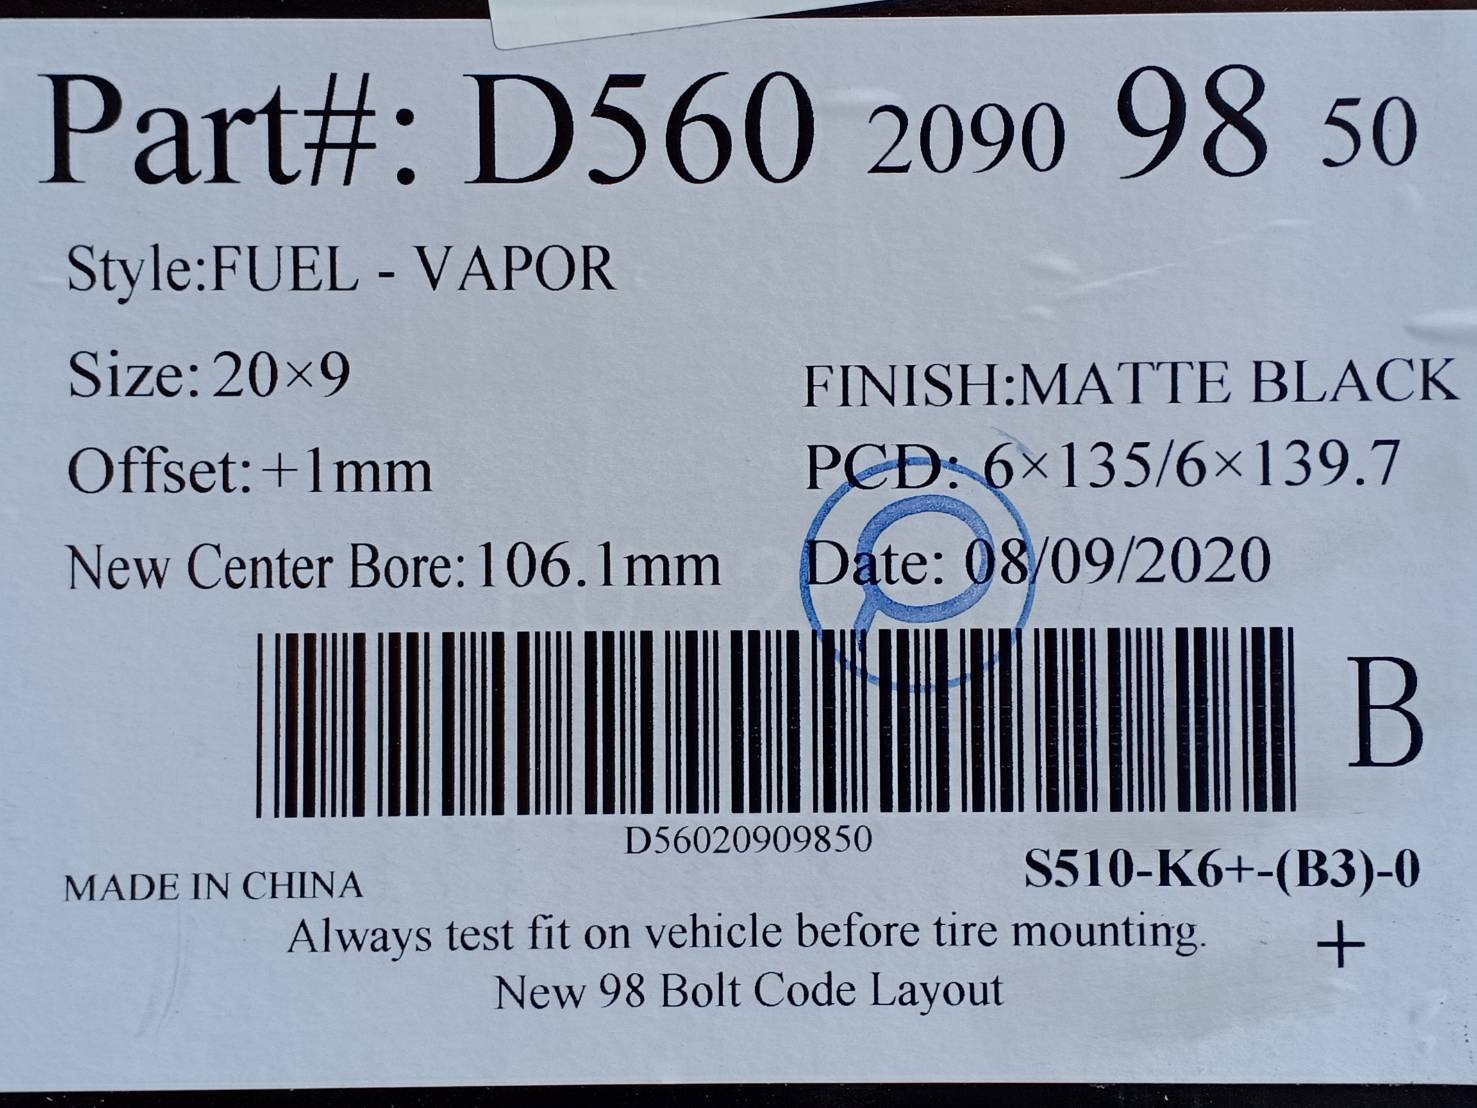 Part#: D560 2090 98 50
Style:FUEL - VAPOR
Size: 20×9
FINISH:MATTE BLACK
Offset: +1mm
PCD: 6×135/6×139.7
New Center Bore: 106.1mm
Date: 08/09/2020
B
D56020909850
S510-K6+-(B3)-0
MADE IN CHINA
Always test fit on vehicle before tire mounting.
+
New 98 Bolt Code Layout